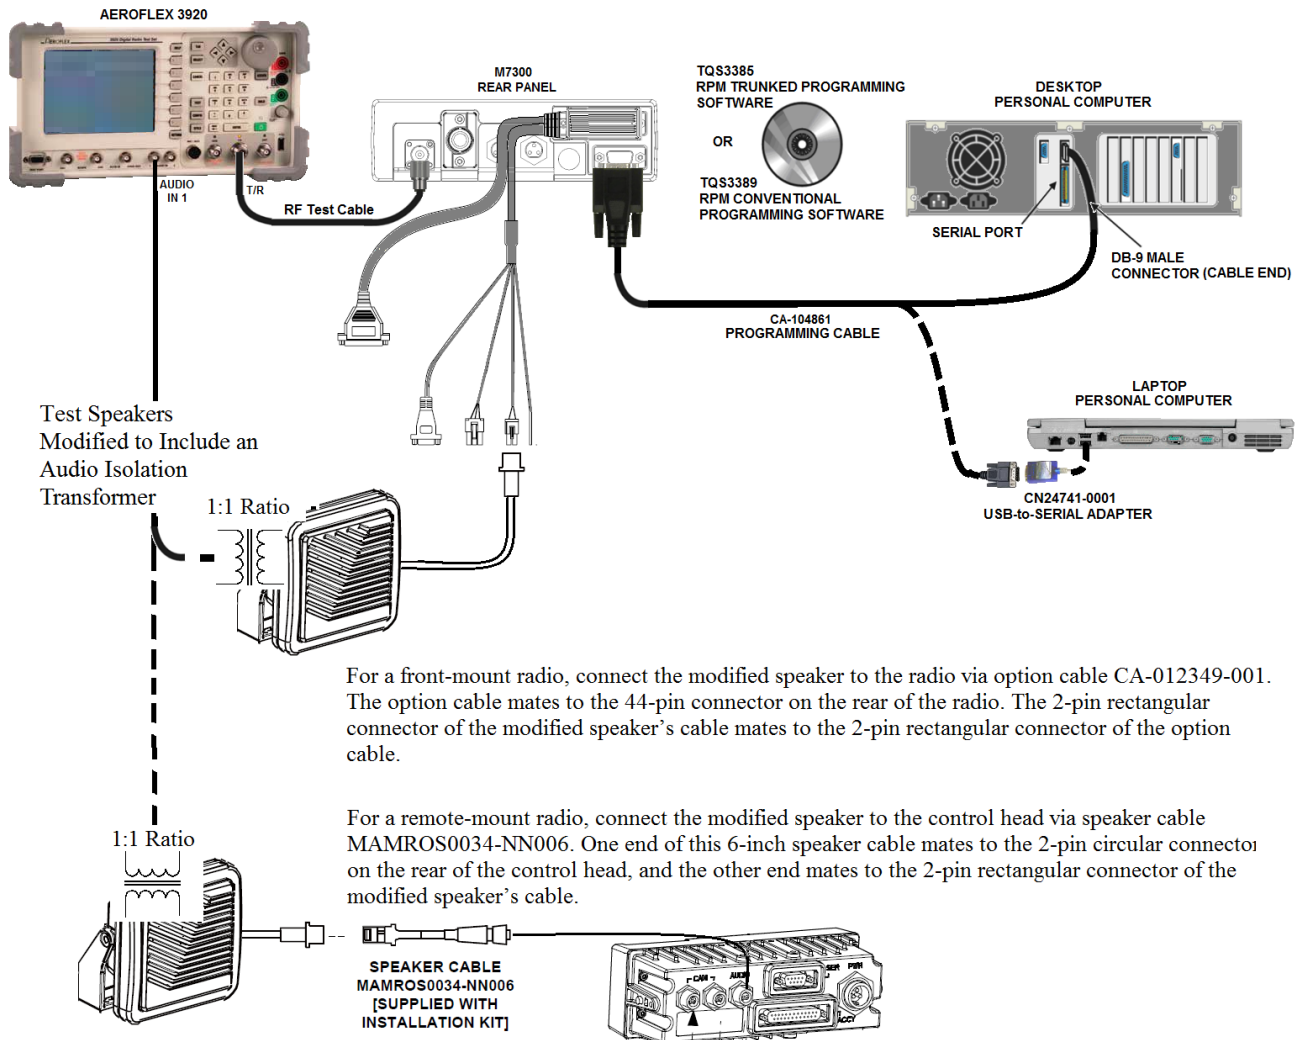 AEROFLEX 3920
M7300
REAR PANEL
TQS3385
RPM TRUNKED PROGRAMMING
SOFTWARE
OR
TQS3389
RPM CONVENTIONAL
PROGRAMMING SOFTWARE
DESKTOP
PERSONAL COMPUTER
AUDIO
IN 1
T/R
RF Test Cable
SERIAL PORT
DB-9 MALE
CONNECTOR (CABLE END)
CA-104861
PROGRAMMING CABLE
LAPTOP
PERSONAL COMPUTER
CN24741-0001
USB-to-SERIAL ADAPTER
Test Speakers
Modified to Include an
Audio Isolation
Transformer
1:1 Ratio
For a front-mount radio, connect the modified speaker to the radio via option cable CA-012349-001.
The option cable mates to the 44-pin connector on the rear of the radio. The 2-pin rectangular
connector of the modified speaker’s cable mates to the 2-pin rectangular connector of the option
cable.
For a remote-mount radio, connect the modified speaker to the control head via speaker cable
MAMROS0034-NN006. One end of this 6-inch speaker cable mates to the 2-pin circular connector
on the rear of the control head, and the other end mates to the 2-pin rectangular connector of the
modified speaker’s cable.
1:1 Ratio
SPEAKER CABLE
MAMROS0034-NN006
[SUPPLIED WITH
INSTALLATION KIT]
CAN
AUDIO
SER
PWR
ACCY